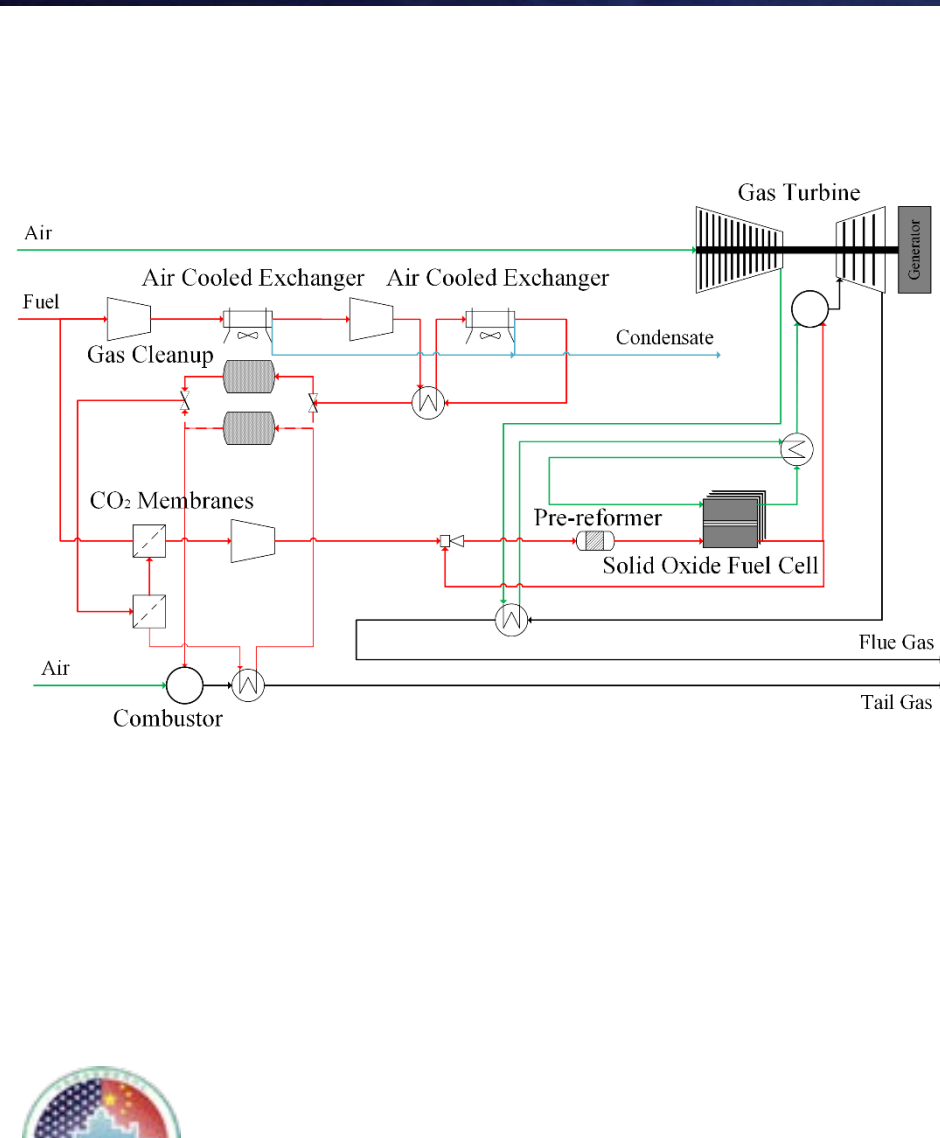 Gas Turbine
Air
Generator
Air Cooled Exchanger
Air Cooled Exchanger
Fuel
Condensate
Gas Cleanup
CO₂ Membranes
Pre-reformer
Solid Oxide Fuel Cell
Flue Gas
Air
Tail Gas
Combustor